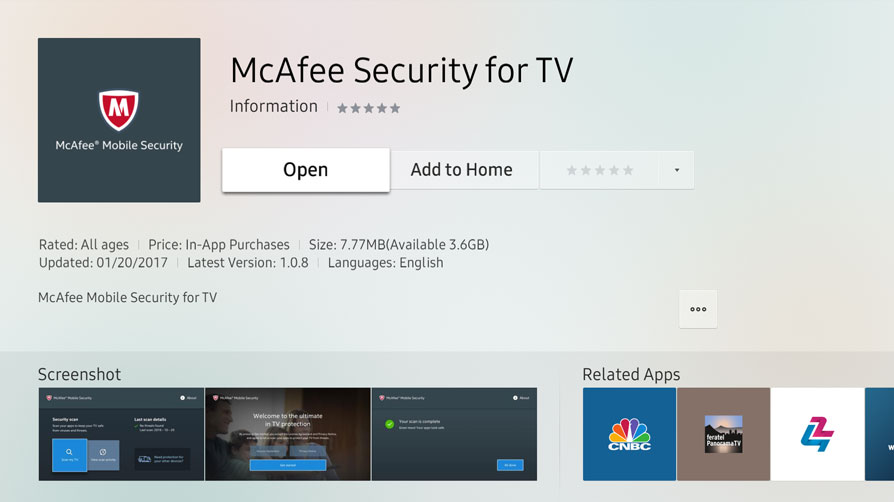 McAfee Security for TV
Information
M
McAfee® Mobile Security
Open
Add to Home
Rated: All ages
Price: In-App Purchases
Size: 7.77MB(Available 3.6GB)
Updated: 01/20/2017
Latest Version: 1.0.8
Languages: English
McAfee Mobile Security for TV
Screenshot
Related Apps
McAfee® Mobile Security
About
Security scan
Last scan details
Scan my TV
McAfee® Mobile Security
Welcome to the ultimate
in TV protection
McAfee® Mobile Security
About
Your scan is complete
CNBC
feratel
PanoramaTV